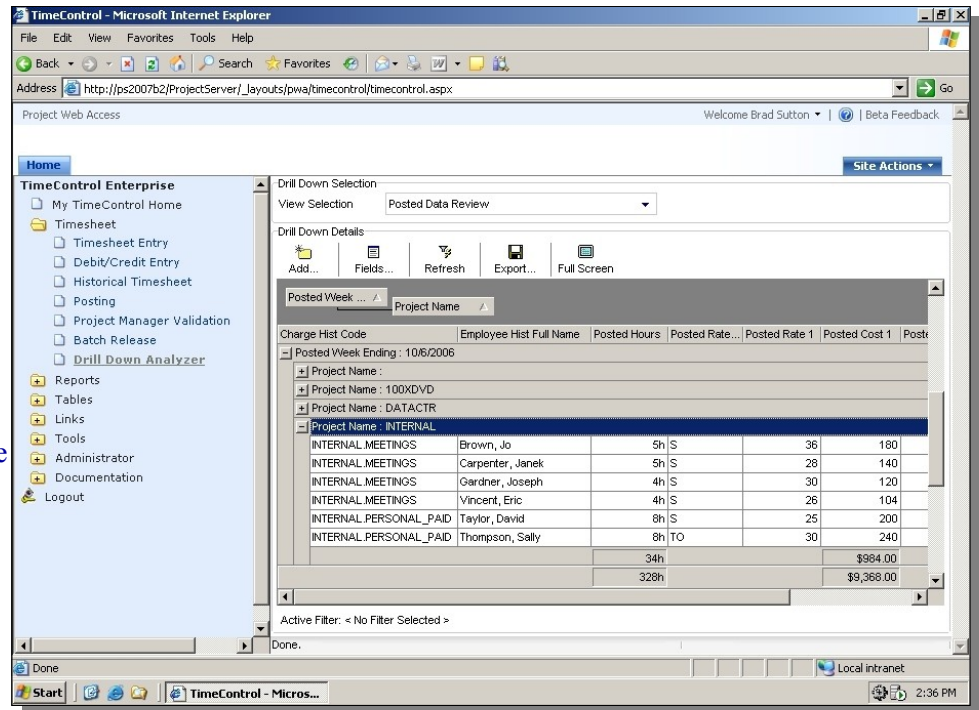 TimeControl - Microsoft Internet Explorer
File Edit View Favorites Tools Help
Back Search Favorites
Address http://ps2007b2/ProjectServer/_layouts/pwa/timecontrol/timecontrol.aspx Go
Project Web Access Welcome Brad Sutton | | Beta Feedback
Home Site Actions
TimeControl Enterprise
My TimeControl Home
Timesheet
Timesheet Entry
Debit/Credit Entry
Historical Timesheet
Posting
Project Manager Validation
Batch Release
Drill Down Analyzer
Reports
Tables
Links
Tools
Administrator
Documentation
Logout
e
Drill Down Selection
View Selection Posted Data Review
Drill Down Details
Add... Fields... Refresh Export... Full Screen
Posted Week ... Project Name
Charge Hist Code Employee Hist Full Name Posted Hours Posted Rate... Posted Rate 1 Posted Cost 1 Poste
Posted Week Ending : 10/6/2006
Project Name :
Project Name : 100XDVD
Project Name : DATACTR
Project Name : INTERNAL
INTERNAL.MEETINGS Brown, Jo 5h S 36 180
INTERNAL.MEETINGS Carpenter, Janek 5h S 28 140
INTERNAL.MEETINGS Gardner, Joseph 4h S 30 120
INTERNAL.MEETINGS Vincent, Eric 4h S 26 104
INTERNAL.PERSONAL_PAID Taylor, David 8h S 25 200
INTERNAL.PERSONAL_PAID Thompson, Sally 8h TO 30 240
34h $984.00
328h $9,368.00
Active Filter: < No Filter Selected >
Done.
Done Local intranet
Start TimeControl - Micros... 2:36 PM